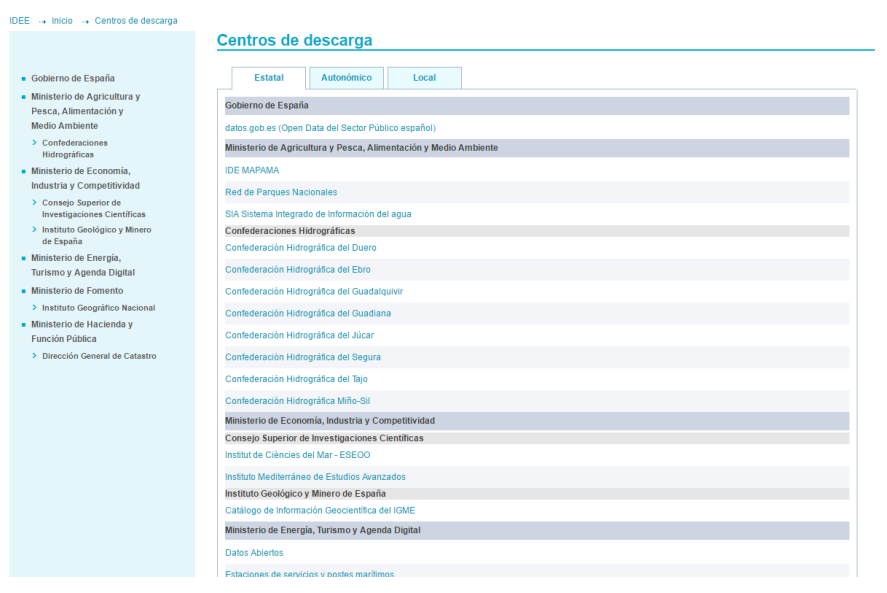 IDEE ⇢ Inicio ⇢ Centros de descarga
Gobierno de España
Ministerio de Agricultura y
Pesca, Alimentación y
Medio Ambiente
Confederaciones
Hidrográficas
Ministerio de Economía,
Industria y Competitividad
Consejo Superior de
Investigaciones Científicas
Instituto Geológico y Minero
de España
Ministerio de Energía,
Turismo y Agenda Digital
Ministerio de Fomento
Instituto Geográfico Nacional
Ministerio de Hacienda y
Función Pública
Dirección General de Catastro
Centros de descarga
Estatal Autonómico Local
Gobierno de España
datos.gob.es (Open Data del Sector Público español)
Ministerio de Agricultura y Pesca, Alimentación y Medio Ambiente
IDE MAPAMA
Red de Parques Nacionales
SIA Sistema Integrado de Información del agua
Confederaciones Hidrográficas
Confederación Hidrográfica del Duero
Confederación Hidrográfica del Ebro
Confederación Hidrográfica del Guadalquivir
Confederación Hidrográfica del Guadiana
Confederación Hidrográfica del Júcar
Confederación Hidrográfica del Segura
Confederación Hidrográfica del Tajo
Confederación Hidrográfica Miño-Sil
Ministerio de Economía, Industria y Competitividad
Consejo Superior de Investigaciones Científicas
Institut de Ciències del Mar - ESEOO
Instituto Mediterráneo de Estudios Avanzados
Instituto Geológico y Minero de España
Catálogo de Información Geocientífica del IGME
Ministerio de Energía, Turismo y Agenda Digital
Datos Abiertos
Estaciones de servicios y postes marítimos